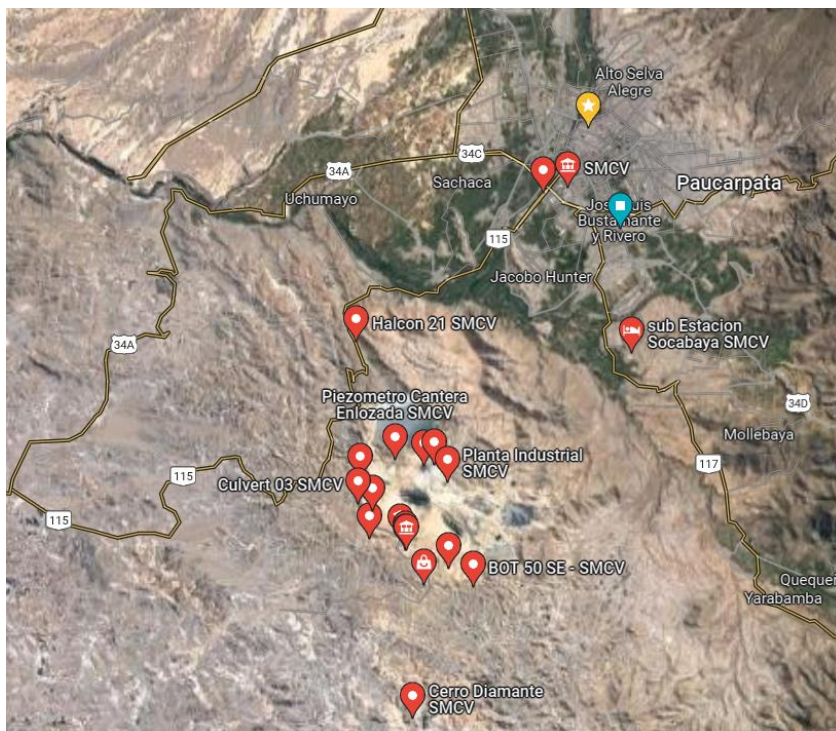 Alto Selva
Alegre
34C
SMCV
34A
Sachaca
Paucarpata
Uchumayo
José Luis
Bustamante
y Rivero
115
Jacobo Hunter
Halcon 21 SMCV
sub Estacion
Socabaya SMCV
34A
Piezometro Cantera
Enlozada SMCV
34D
Mollebaya
Planta Industrial
SMCV
117
115
Culvert 03 SMCV
115
BOT 50 SE - SMCV
Quequeñ
Yarabamba
Cerro Diamante
SMCV